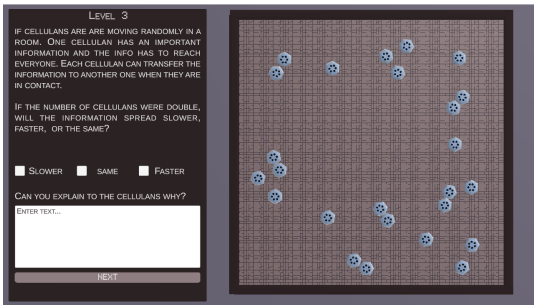 LEVEL 3
IF CELLULANS ARE ARE MOVING RANDOMLY IN A
ROOM. ONE CELLULAN HAS AN IMPORTANT
INFORMATION AND THE INFO HAS TO REACH
EVERYONE. EACH CELLULAN CAN TRANSFER THE
INFORMATION TO ANOTHER ONE WHEN THEY ARE
IN CONTACT.
IF THE NUMBER OF CELLULANS WERE DOUBLE,
WILL THE INFORMATION SPREAD SLOWER,
FASTER, OR THE SAME?
SLOWER SAME FASTER
CAN YOU EXPLAIN TO THE CELLULANS WHY?
ENTER TEXT...
NEXT